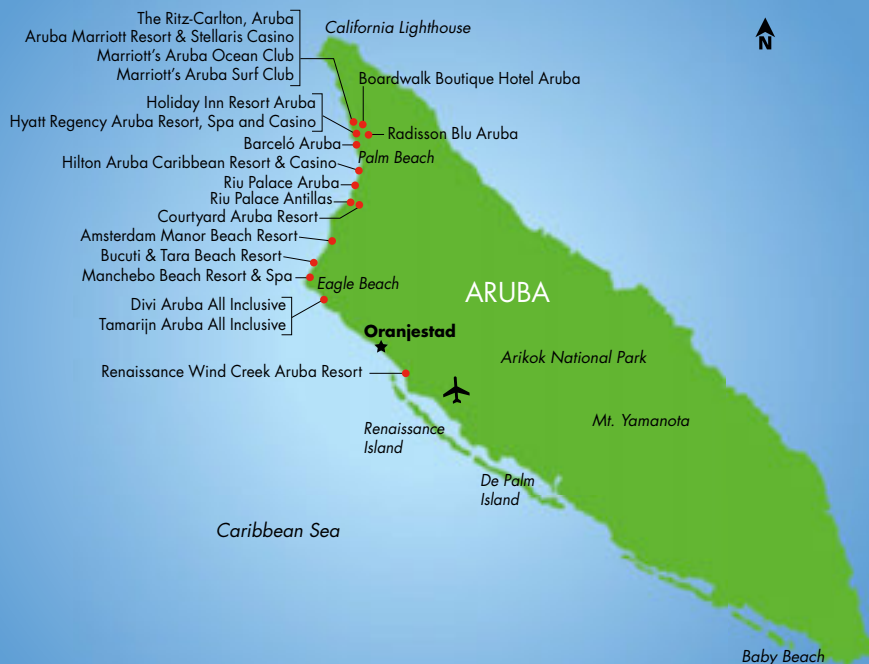 The Ritz-Carlton, Aruba
Aruba Marriott Resort & Stellaris Casino
Marriott's Aruba Ocean Club
Marriott's Aruba Surf Club
California Lighthouse
N
Boardwalk Boutique Hotel Aruba
Holiday Inn Resort Aruba
Hyatt Regency Aruba Resort, Spa and Casino
Radisson Blu Aruba
Barceló Aruba
Palm Beach
Hilton Aruba Caribbean Resort & Casino
Riu Palace Aruba
Riu Palace Antillas
Courtyard Aruba Resort
Amsterdam Manor Beach Resort
Bucuti & Tara Beach Resort
Manchebo Beach Resort & Spa
Eagle Beach
ARUBA
Divi Aruba All Inclusive
Tamarijn Aruba All Inclusive
Oranjestad
Arikok National Park
Renaissance Wind Creek Aruba Resort
Mt. Yamanota
Renaissance
Island
De Palm
Island
Caribbean Sea
Baby Beach